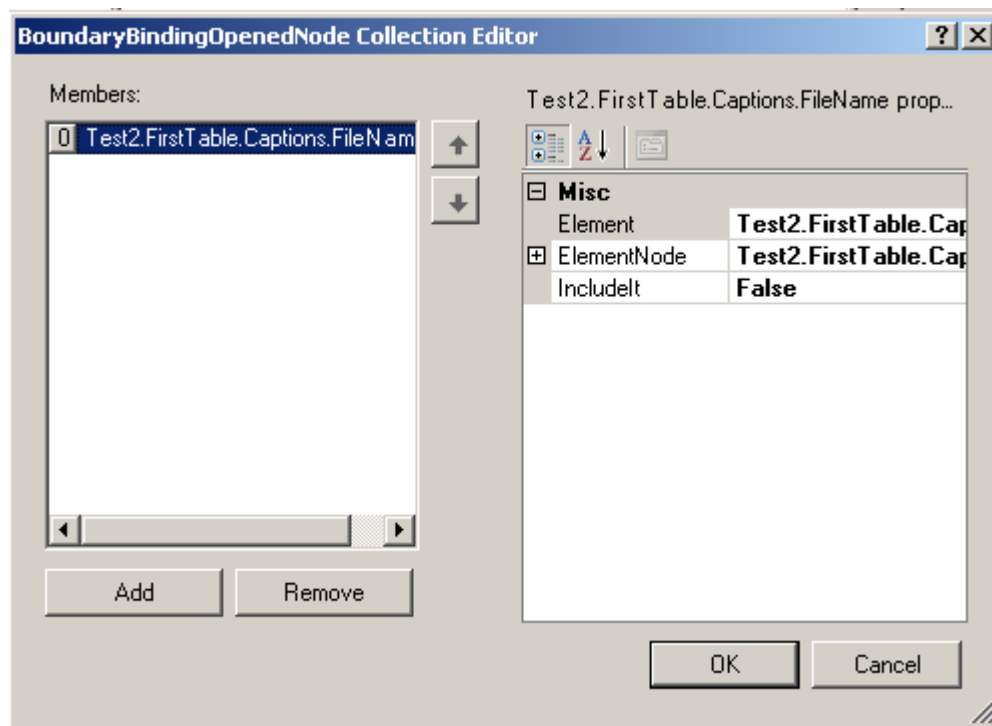 BoundaryBindingOpenedNode Collection Editor
Members:
0 Test2.FirstTable.Captions.FileNam
Add Remove
Test2.FirstTable.Captions.FileName prop...
Misc
Element Test2.FirstTable.Cap
ElementNode Test2.FirstTable.Cap
IncludeIt False
OK Cancel